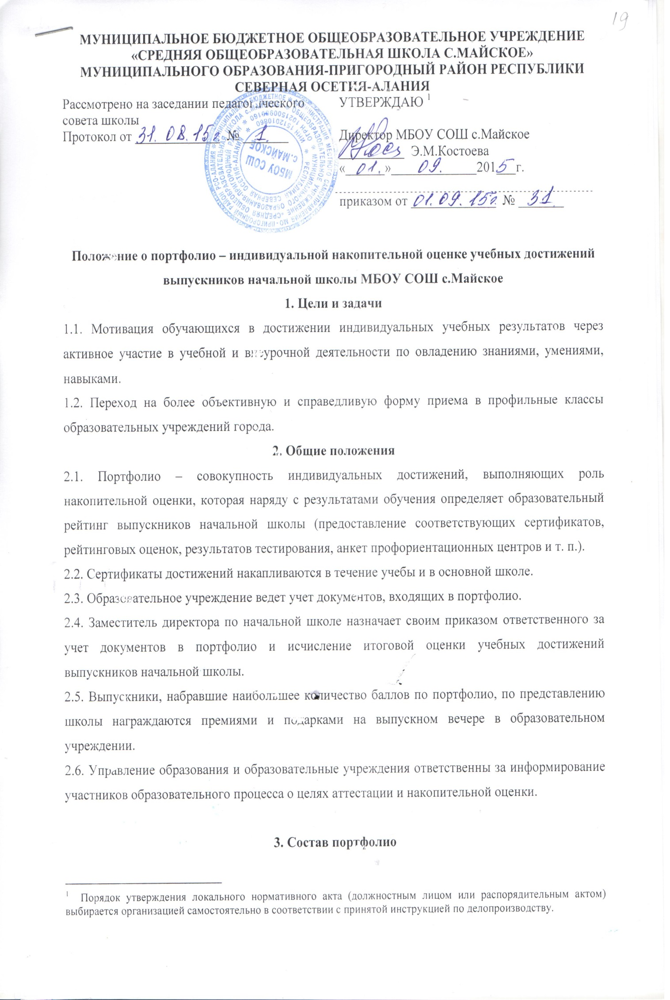 19
МУНИЦИПАЛЬНОЕ БЮДЖЕТНОЕ ОБЩЕОБРАЗОВАТЕЛЬНОЕ УЧРЕЖДЕНИЕ
«СРЕДНЯЯ ОБЩЕОБРАЗОВАТЕЛЬНАЯ ШКОЛА С.МАЙСКОЕ»
МУНИЦИПАЛЬНОГО ОБРАЗОВАНИЯ-ПРИГОРОДНЫЙ РАЙОН РЕСПУБЛИКИ
СЕВЕРНАЯ ОСЕТИЯ-АЛАНИЯ
Рассмотрено на заседании педагогического
совета школы
Протокол от 31. 08. 15г № 1.
УТВЕРЖДАЮ 1
Директор МБОУ СОШ с.Майское
Э.М.Костоева
«01.» 09. 2015 г.
приказом от 01.09.15г. № 31.
МБОУ СОШ
с.МАЙСКОЕ
Положение о портфолио – индивидуальной накопительной оценке учебных достижений
выпускников начальной школы МБОУ СОШ с.Майское
1. Цели и задачи
1.1. Мотивация обучающихся в достижении индивидуальных учебных результатов через
активное участие в учебной и внеурочной деятельности по овладению знаниями, умениями,
навыками.
1.2. Переход на более объективную и справедливую форму приема в профильные классы
образовательных учреждений города.
2. Общие положения
2.1. Портфолио – совокупность индивидуальных достижений, выполняющих роль
накопительной оценки, которая наряду с результатами обучения определяет образовательный
рейтинг выпускников начальной школы (предоставление соответствующих сертификатов,
рейтинговых оценок, результатов тестирования, анкет профориентационных центров и т. п.).
2.2. Сертификаты достижений накапливаются в течение учебы и в основной школе.
2.3. Образовательное учреждение ведет учет документов, входящих в портфолио.
2.4. Заместитель директора по начальной школе назначает своим приказом ответственного за
учет документов в портфолио и исчисление итоговой оценки учебных достижений
выпускников начальной школы.
2.5. Выпускники, набравшие наибольшее количество баллов по портфолио, по представлению
школы награждаются премиями и подарками на выпускном вечере в образовательном
учреждении.
2.6. Управление образования и образовательные учреждения ответственны за информирование
участников образовательного процесса о целях аттестации и накопительной оценки.
3. Состав портфолио
1 Порядок утверждения локального нормативного акта (должностным лицом или распорядительным актом)
выбирается организацией самостоятельно в соответствии с принятой инструкцией по делопроизводству.